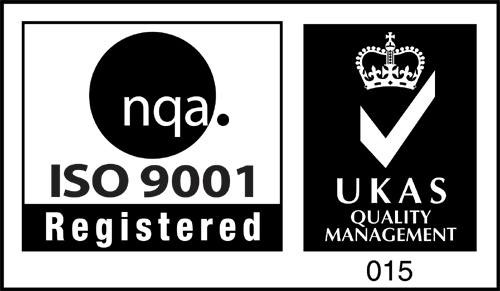 nqa.
ISO 9001
Registered
UKAS
QUALITY
MANAGEMENT
015